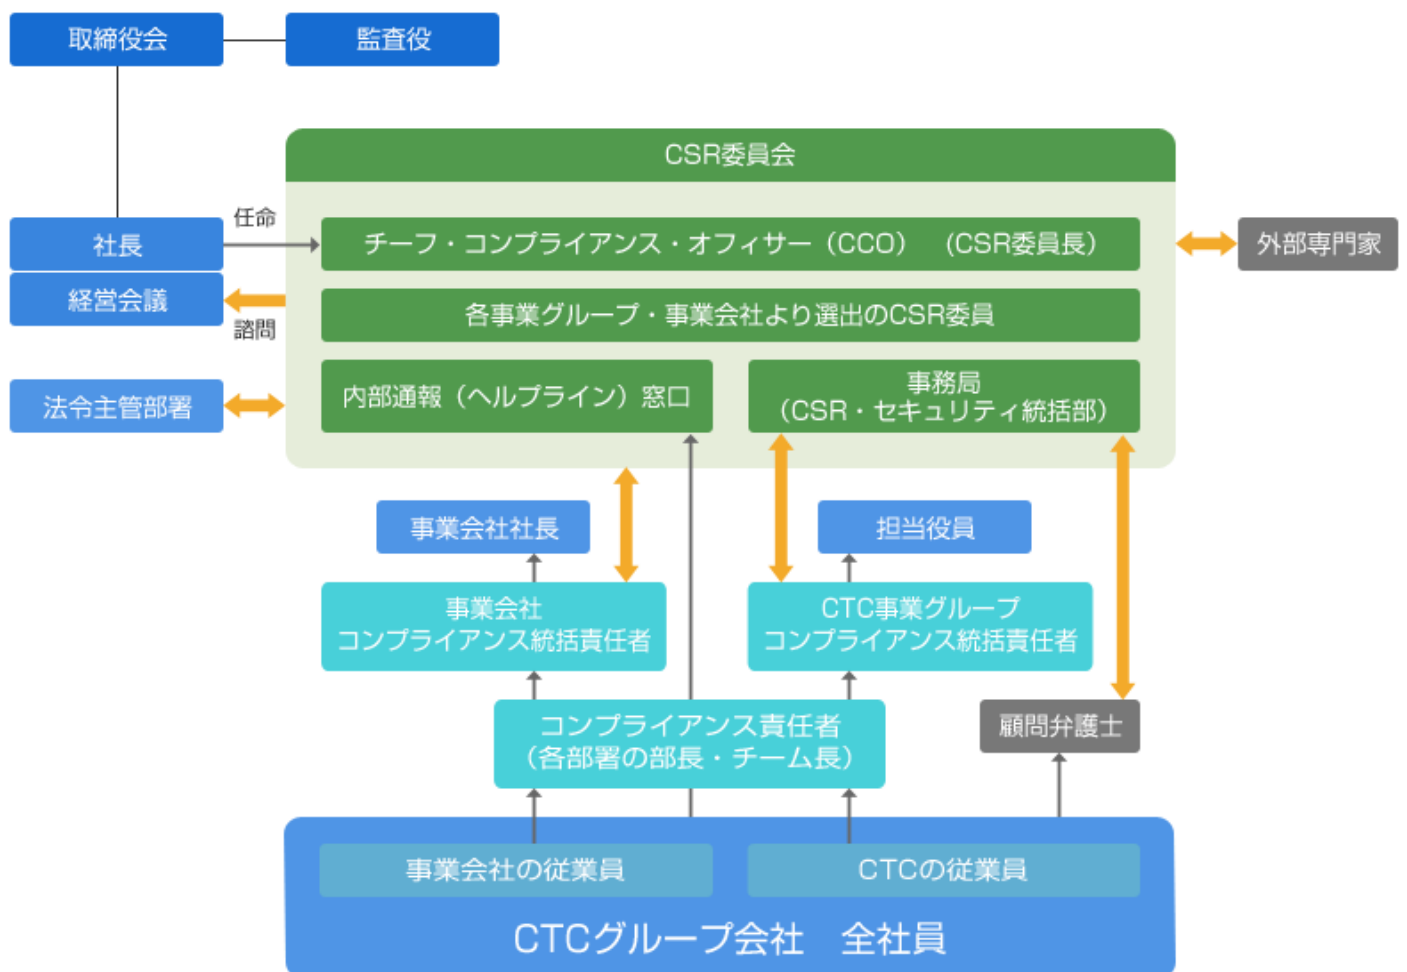 取締役会
監査役
CSR委員会
任命
社長
チーフ・コンプライアンス・オフィサー（CCO）　（CSR委員長）
外部専門家
経営会議
諮問
各事業グループ・事業会社より選出のCSR委員
法令主管部署
内部通報（ヘルプライン）窓口
事務局
（CSR・セキュリティ統括部）
事業会社社長
担当役員
事業会社
コンプライアンス統括責任者
CTC事業グループ
コンプライアンス統括責任者
コンプライアンス責任者
（各部署の部長・チーム長）
顧問弁護士
事業会社の従業員
CTCの従業員
CTCグループ会社　全社員